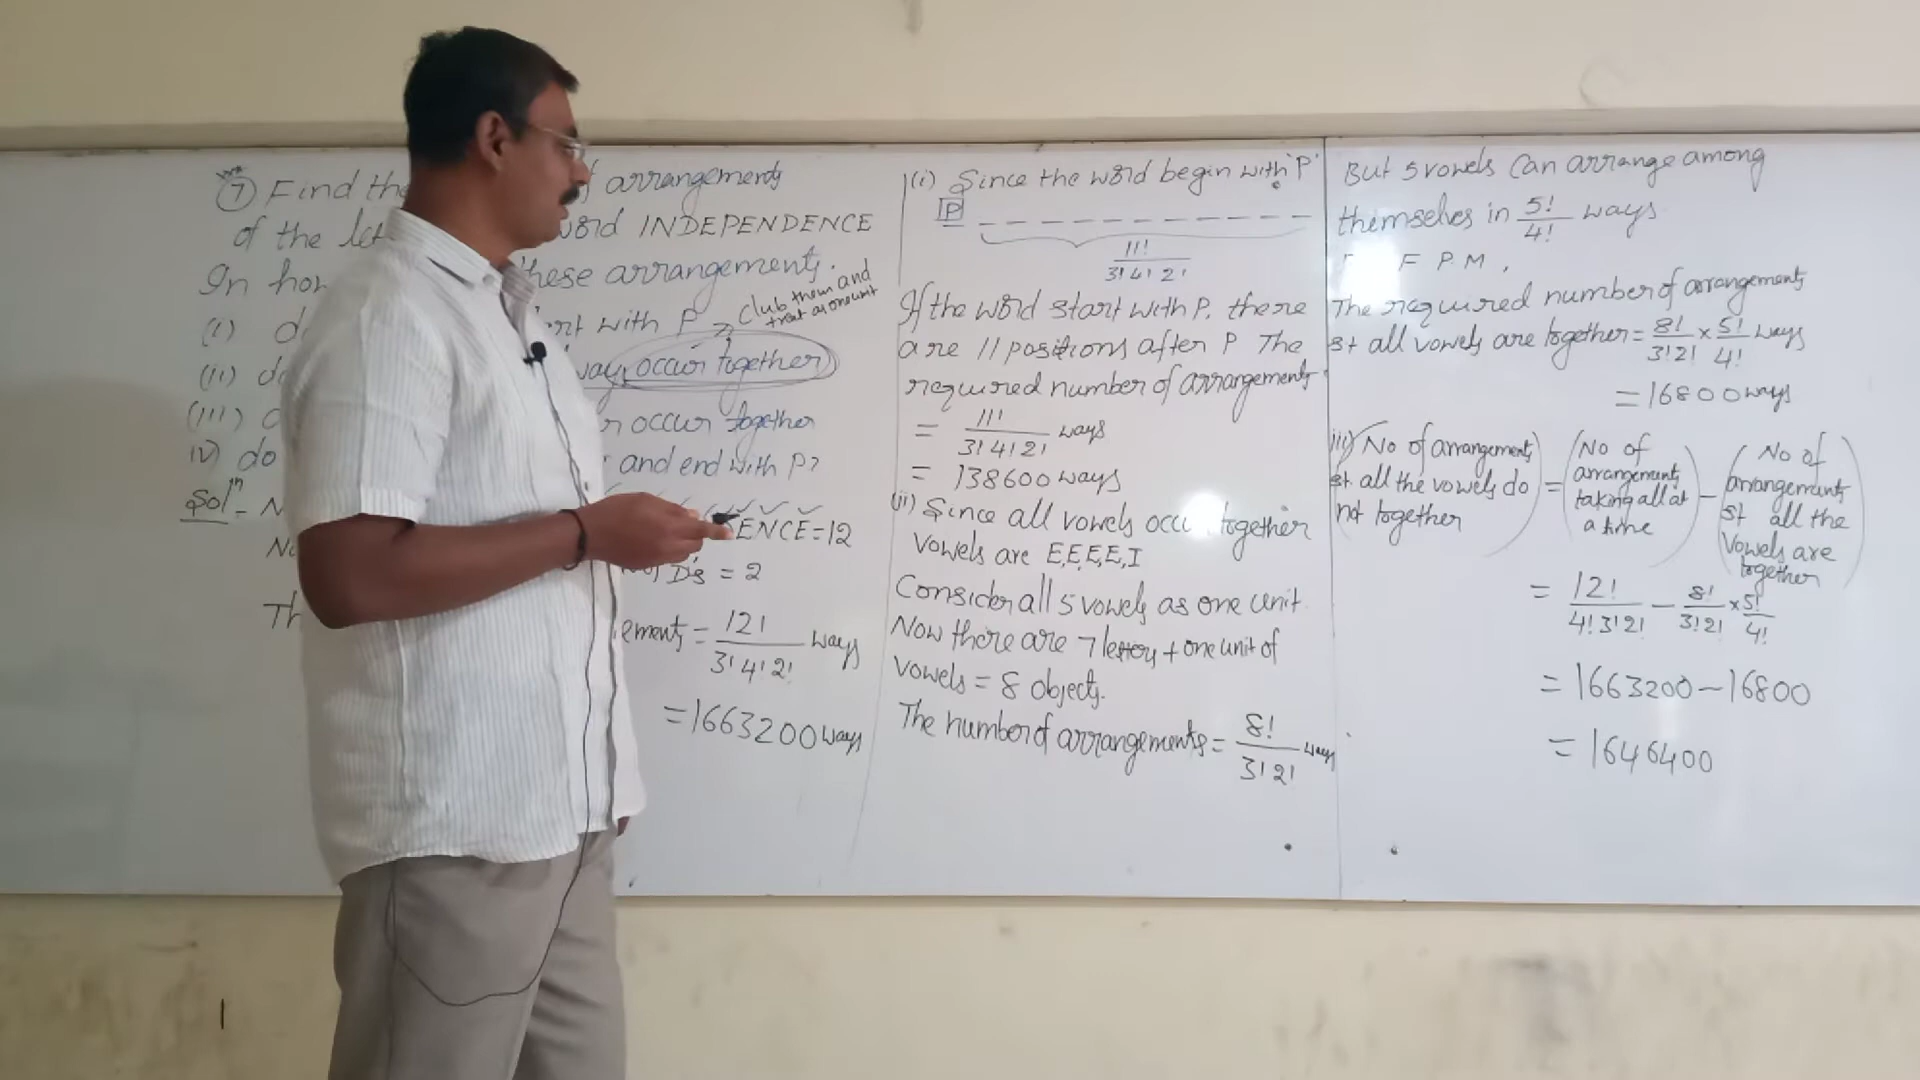 ⑦ Find the arrangements
of the let word INDEPENDENCE
In how these arrangements.
(i) do start with P
club them and
treat as one unit
(ii) do ways occur together
(iii) occur together
iv) do and end with P?
Solⁿ - N ENCE = 12
D's = 2
Th ements = 12! / 3! 4! 2! ways
= 1663200 ways
(i) Since the word begin with 'P'
P _ _ _ _ _ _ _ _ _ _ _
11! / 3! 4! 2!
If the word start with P. there
are 11 positions after P The
required number of arrangements
= 11! / 3! 4! 2! ways
= 138600 ways
(ii) Since all vowels occu together
Vowels are E,E,E,E,I
Consider all 5 vowels as one unit
Now there are 7 letters + one unit of
vowels = 8 objects.
The number of arrangements = 8! / 3! 2! ways
But 5 vowels can arrange among
themselves in 5! / 4! ways
F P.M,
The required number of arrangements
st all vowels are together = 8! / 3! 2! × 5! / 4! ways
= 16800 ways
iii) (No of arrangements st all the vowels do not together) = (No of arrangements taking all at a time) - (No of arrangements st all the Vowels are together)
= 12! / 4! 3! 2! - 8! / 3! 2! × 5! / 4!
= 1663200 - 16800
= 1646400